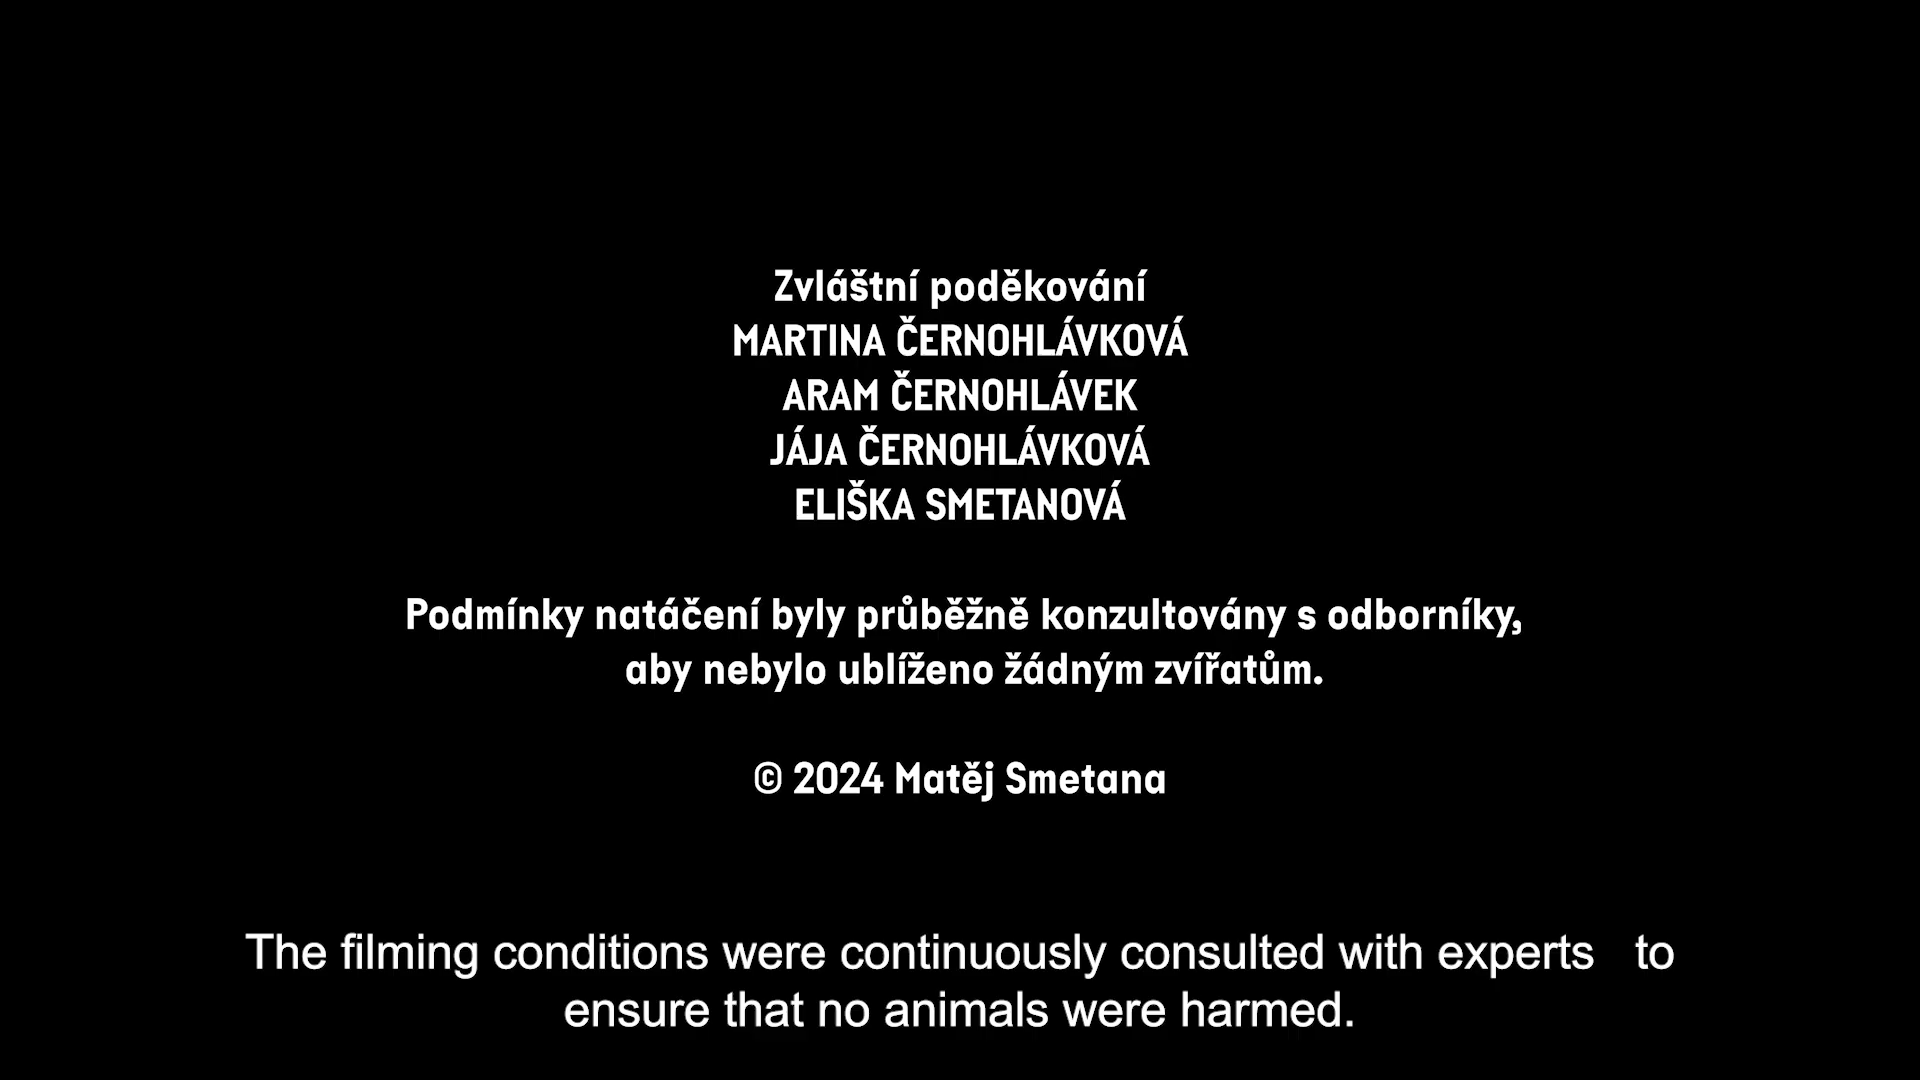 Zvláštní poděkování
MARTINA ČERNOHLÁVKOVÁ
ARAM ČERNOHLÁVEK
JÁJA ČERNOHLÁVKOVÁ
ELIŠKA SMETANOVÁ
Podmínky natáčení byly průběžně konzultovány s odborníky,
aby nebylo ublíženo žádným zvířatům.
© 2024 Matěj Smetana
The filming conditions were continuously consulted with experts to
ensure that no animals were harmed.